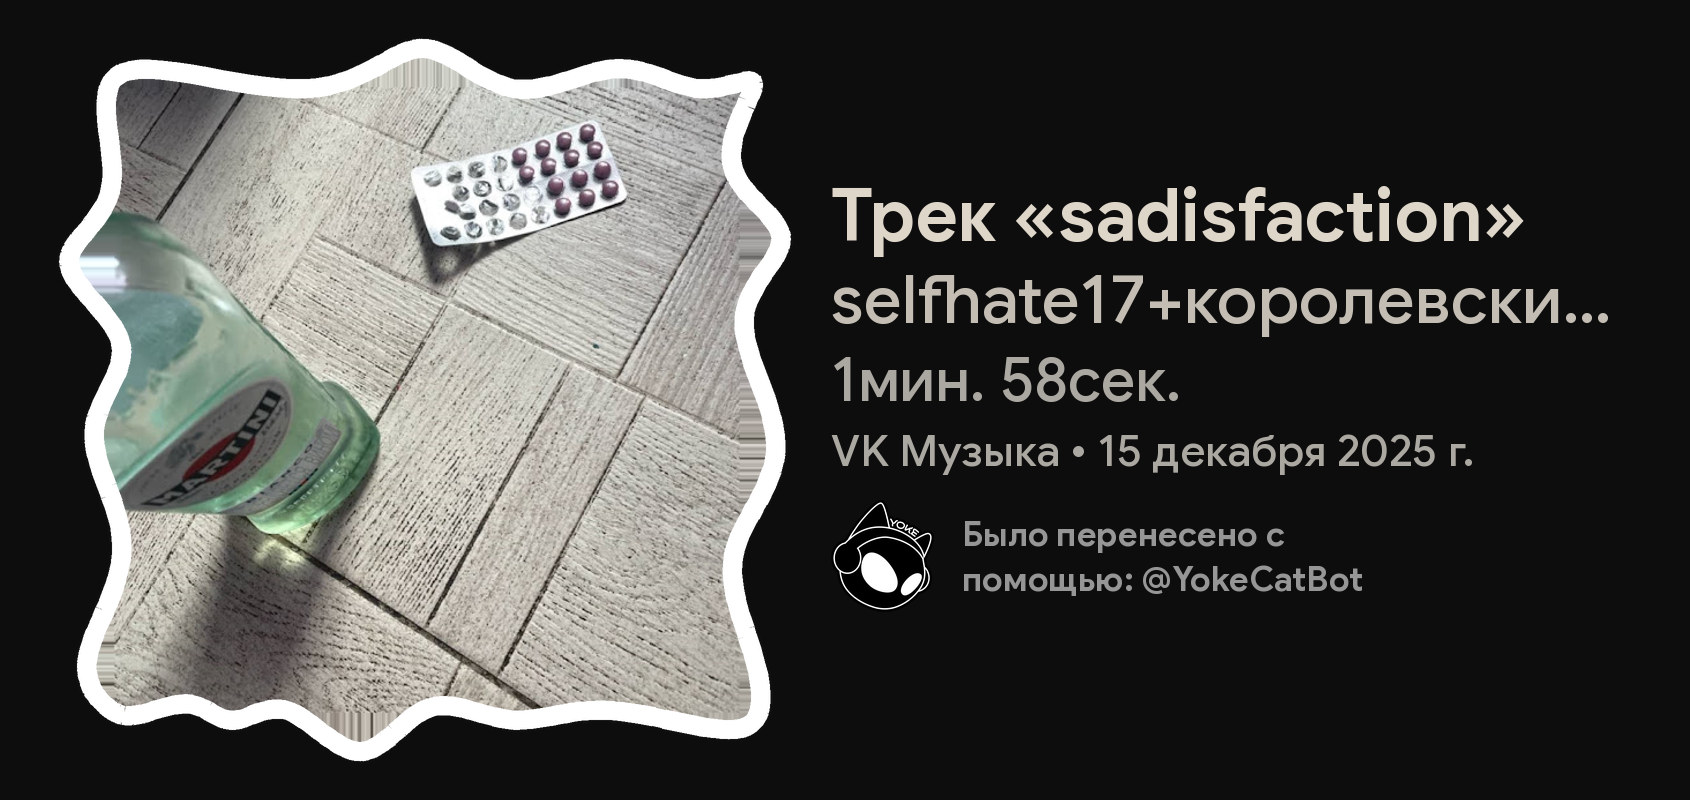 Трек «sadisfaction»
selfhate17+королевски...
1мин. 58сек.
VK Музыка • 15 декабря 2025 г.
YOKE
Было перенесено с
помощью: @YokeCatBot
MARTINI